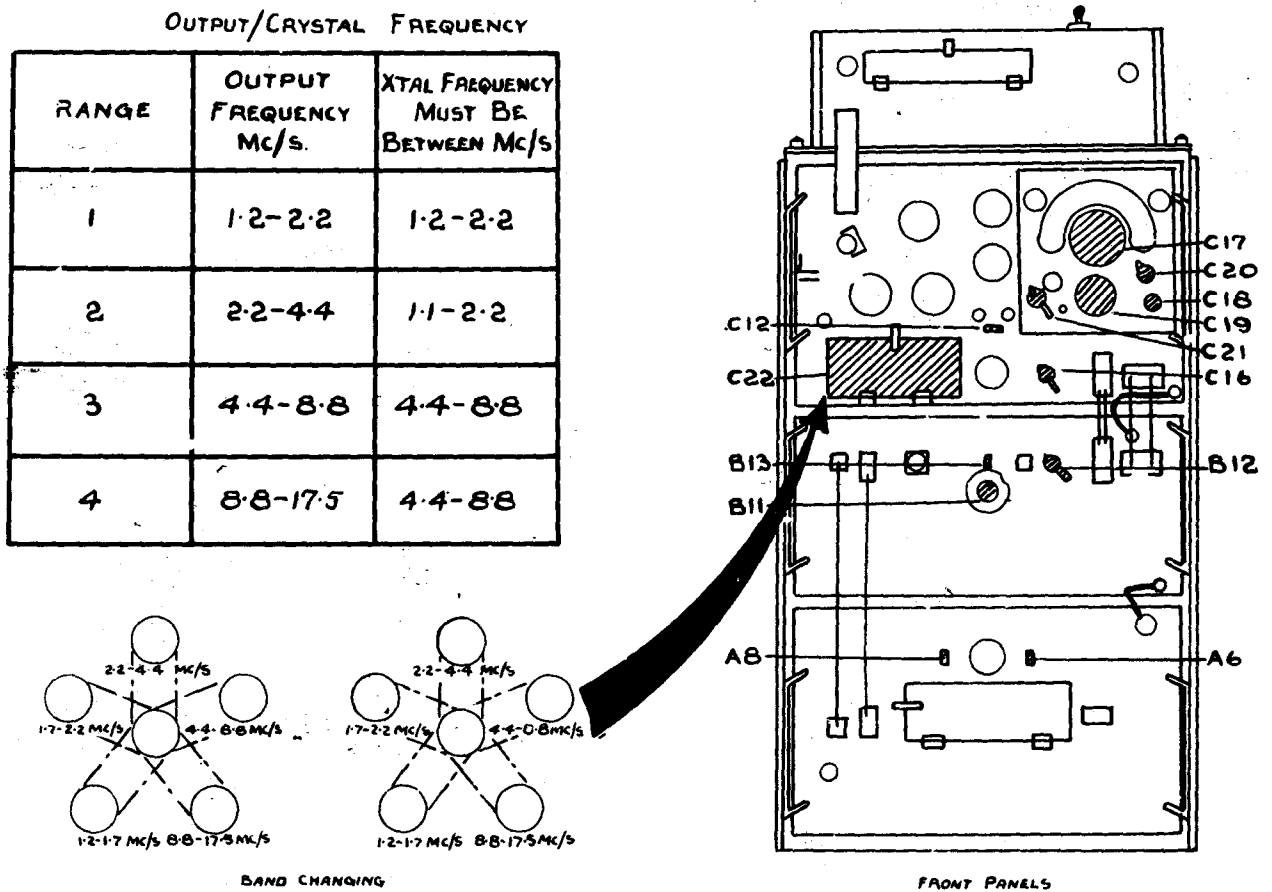 OUTPUT/CRYSTAL FREQUENCY
RANGE
OUTPUT
FREQUENCY
Mc/s.
XTAL FREQUENCY
MUST BE
BETWEEN Mc/s
1
1·2-2·2
1·2-2·2
2
2·2-4·4
1·1-2·2
3
4·4-8·8
4·4-8·8
4
8·8-17·5
4·4-8·8
2·2-4·4 MC/S
1·7-2·2 MC/S
4·4-8·8 MC/S
1·2-1·7 MC/S 8·8-17·5 MC/S
2·2-4·4 MC/S
1·7-2·2 MC/S
4·4-8·8 MC/S
1·2-1·7 MC/S 8·8-17·5 MC/S
BAND CHANGING
C17
C20
C18
C12
C19
C21
C22
C16
B13
B12
B11
A8
A6
FRONT PANELS